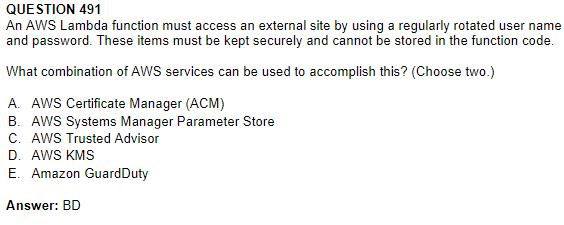 QUESTION 491
An AWS Lambda function must access an external site by using a regularly rotated user name
and password. These items must be kept securely and cannot be stored in the function code.
What combination of AWS services can be used to accomplish this? (Choose two.)
A. AWS Certificate Manager (ACM)
B. AWS Systems Manager Parameter Store
C. AWS Trusted Advisor
D. AWS KMS
E. Amazon GuardDuty
Answer: BD